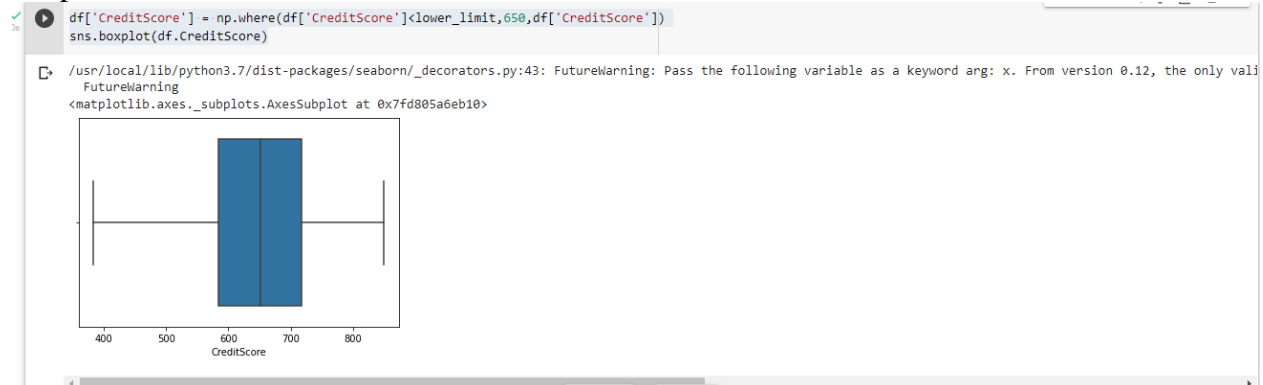 df['CreditScore'] = np.where(df['CreditScore']<lower_limit,650,df['CreditScore'])
sns.boxplot(df.CreditScore)
/usr/local/lib/python3.7/dist-packages/seaborn/_decorators.py:43: FutureWarning: Pass the following variable as a keyword arg: x. From version 0.12, the only vali
FutureWarning
<matplotlib.axes._subplots.AxesSubplot at 0x7fd805a6eb10>
400 500 600 700 800
CreditScore